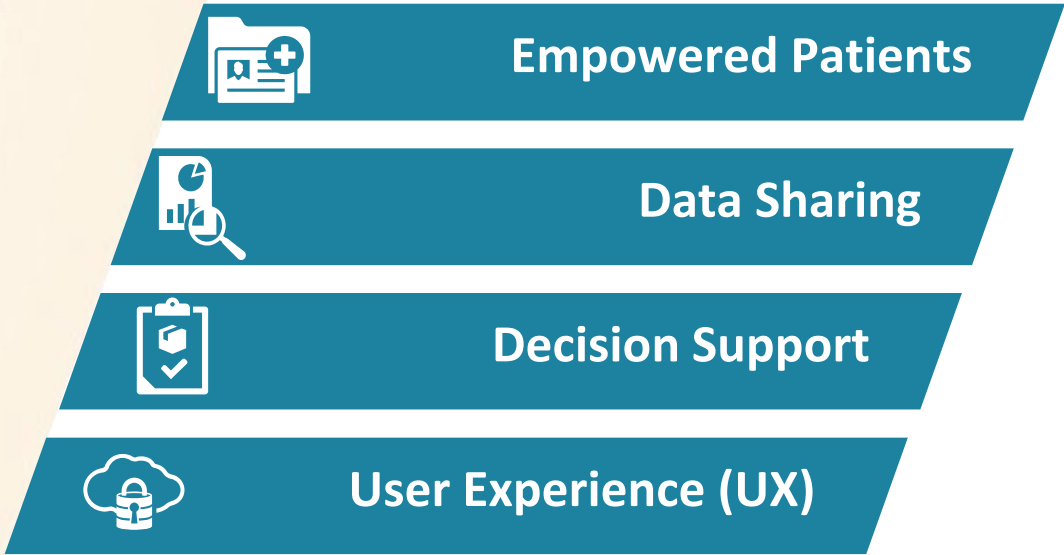 Empowered Patients
Data Sharing
Decision Support
User Experience (UX)